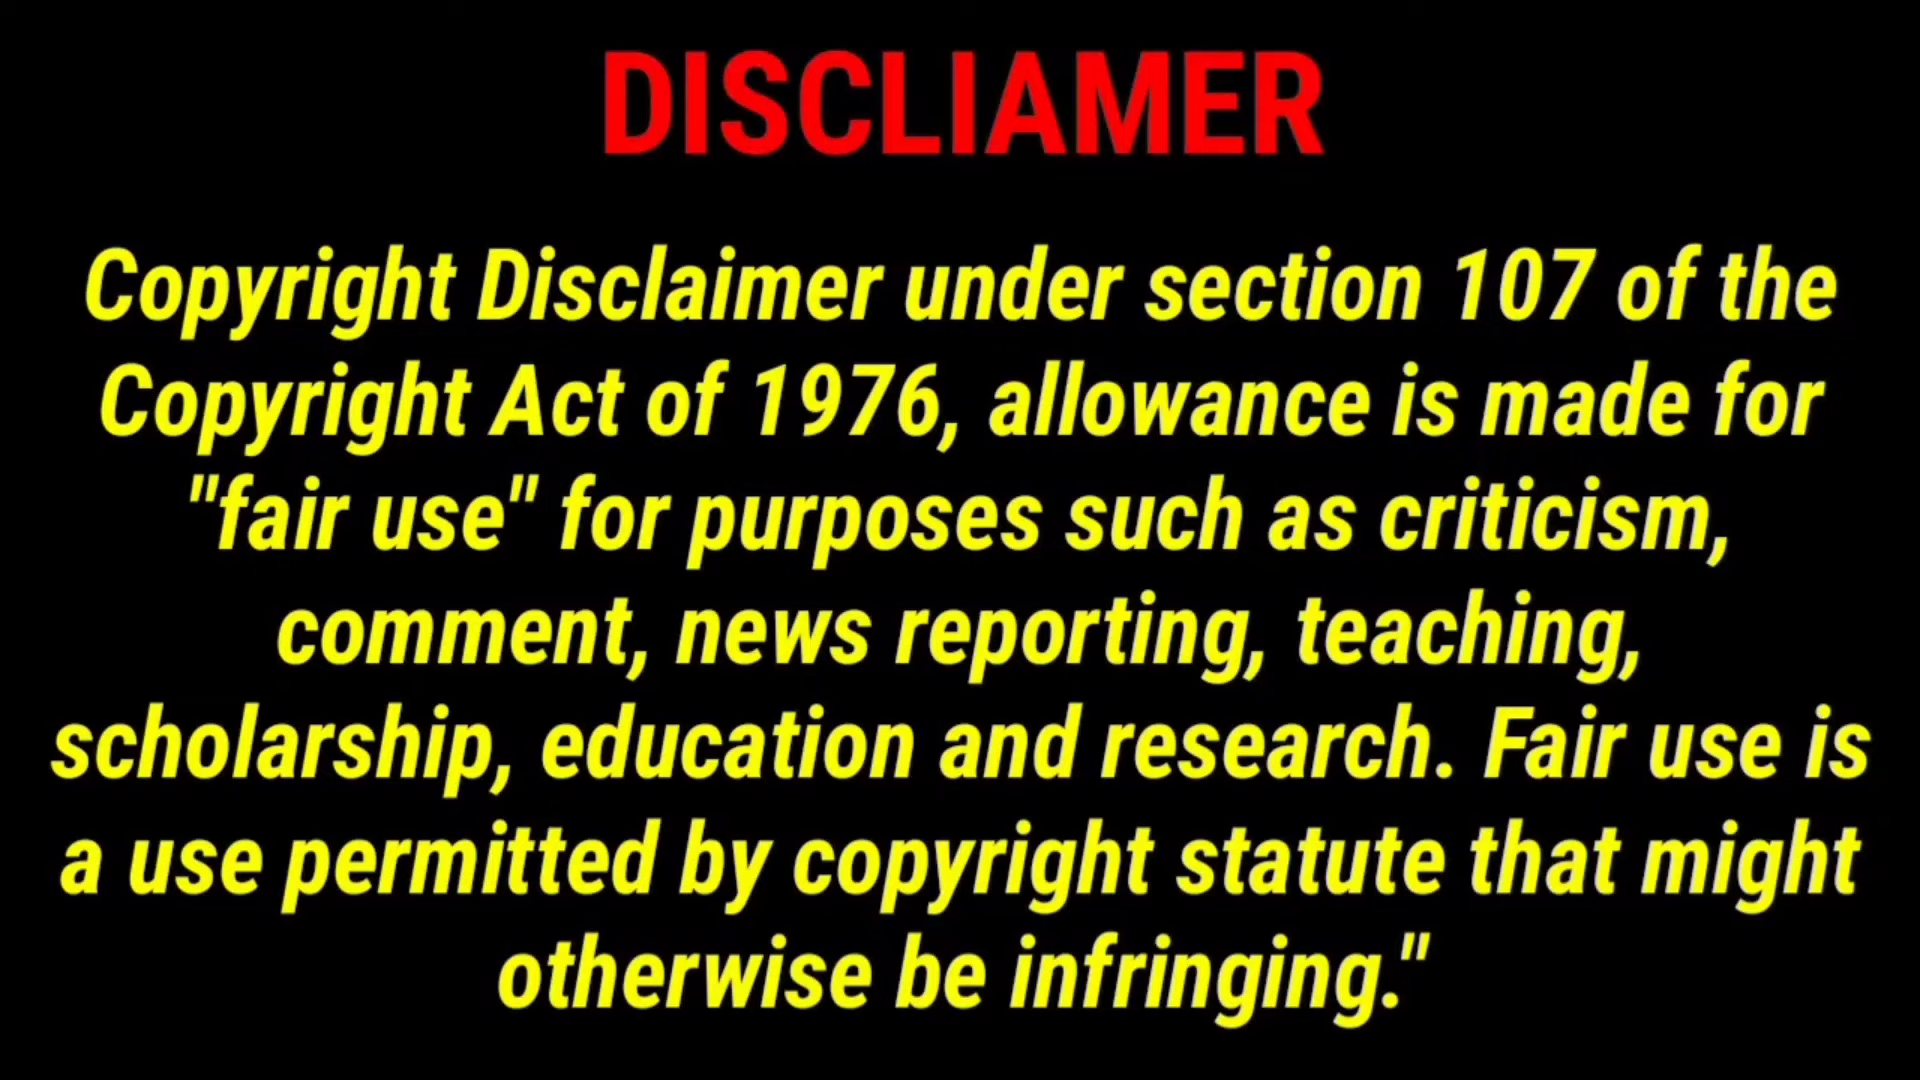 DISCLIAMER
Copyright Disclaimer under section 107 of the
Copyright Act of 1976, allowance is made for
"fair use" for purposes such as criticism,
comment, news reporting, teaching,
scholarship, education and research. Fair use is
a use permitted by copyright statute that might
otherwise be infringing."